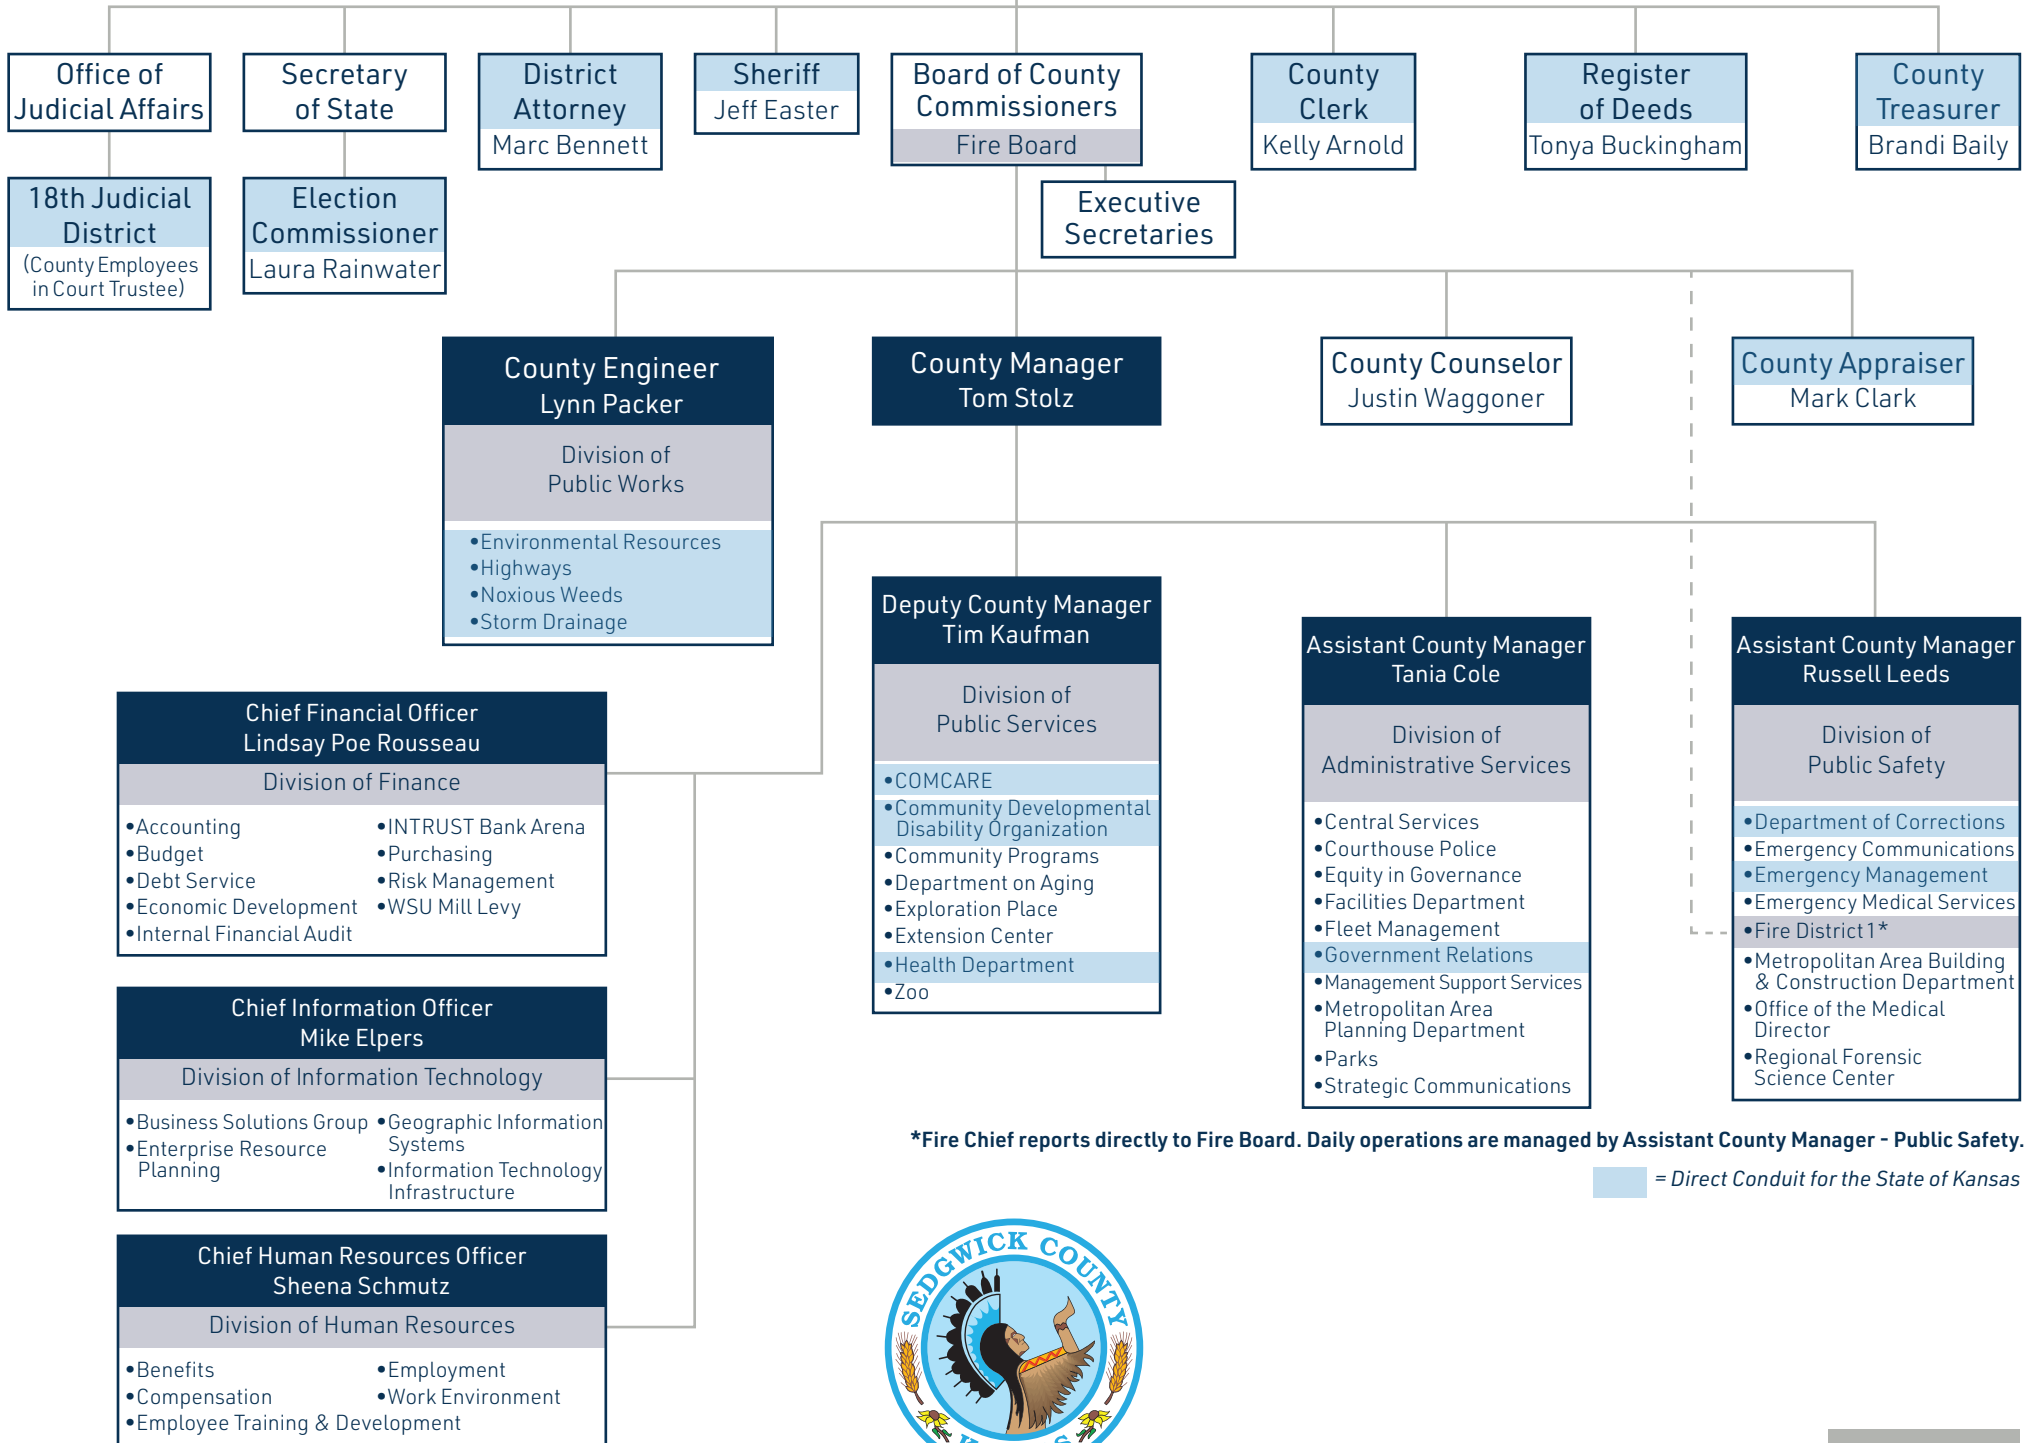 Office of
Judicial Affairs
Secretary
of State
District
Attorney
Marc Bennett
Sheriff
Jeff Easter
Board of County
Commissioners
Fire Board
County
Clerk
Kelly Arnold
Register
of Deeds
Tonya Buckingham
County
Treasurer
Brandi Baily
18th Judicial
District
(County Employees
in Court Trustee)
Election
Commissioner
Laura Rainwater
Executive
Secretaries
County Engineer
Lynn Packer
Division of
Public Works
•Environmental Resources
•Highways
•Noxious Weeds
•Storm Drainage
County Manager
Tom Stolz
County Counselor
Justin Waggoner
County Appraiser
Mark Clark
Chief Financial Officer
Lindsay Poe Rousseau
Division of Finance
•Accounting
•Budget
•Debt Service
•Economic Development
•Internal Financial Audit
•INTRUST Bank Arena
•Purchasing
•Risk Management
•WSU Mill Levy
Chief Information Officer
Mike Elpers
Division of Information Technology
•Business Solutions Group
•Enterprise Resource
Planning
•Geographic Information
Systems
•Information Technology
Infrastructure
Chief Human Resources Officer
Sheena Schmutz
Division of Human Resources
•Benefits
•Compensation
•Employee Training & Development
•Employment
•Work Environment
Deputy County Manager
Tim Kaufman
Division of
Public Services
•COMCARE
•Community Developmental
Disability Organization
•Community Programs
•Department on Aging
•Exploration Place
•Extension Center
•Health Department
•Zoo
Assistant County Manager
Tania Cole
Division of
Administrative Services
•Central Services
•Courthouse Police
•Equity in Governance
•Facilities Department
•Fleet Management
•Government Relations
•Management Support Services
•Metropolitan Area
Planning Department
•Parks
•Strategic Communications
Assistant County Manager
Russell Leeds
Division of
Public Safety
•Department of Corrections
•Emergency Communications
•Emergency Management
•Emergency Medical Services
•Fire District 1*
•Metropolitan Area Building
& Construction Department
•Office of the Medical
Director
•Regional Forensic
Science Center
*Fire Chief reports directly to Fire Board. Daily operations are managed by Assistant County Manager - Public Safety.
= Direct Conduit for the State of Kansas
SEDGWICK COUNTY